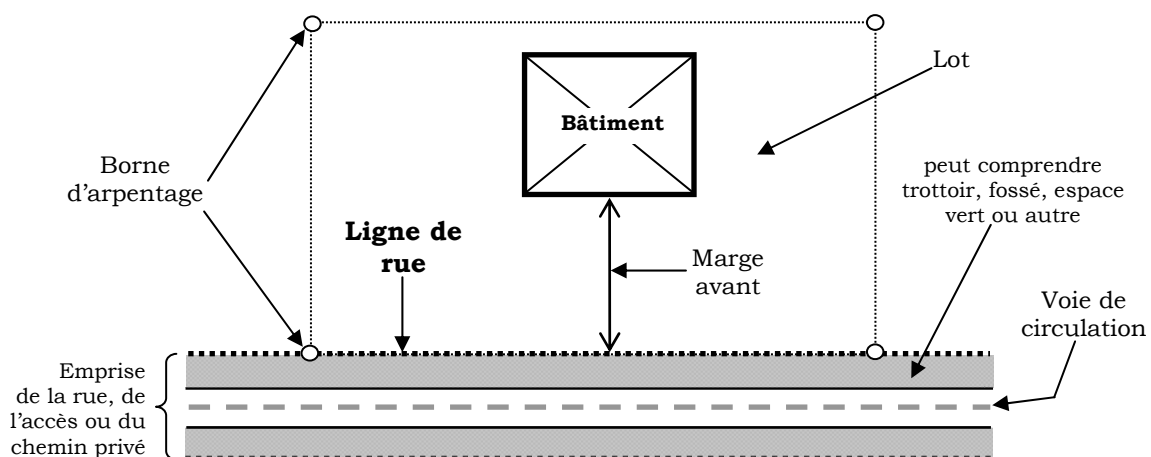 Lot
Bâtiment
Borne
d'arpentage
peut comprendre
trottoir, fossé, espace
vert ou autre
Ligne de
rue
Marge
avant
Voie de
circulation
Emprise
de la rue, de
l'accès ou du
chemin privé